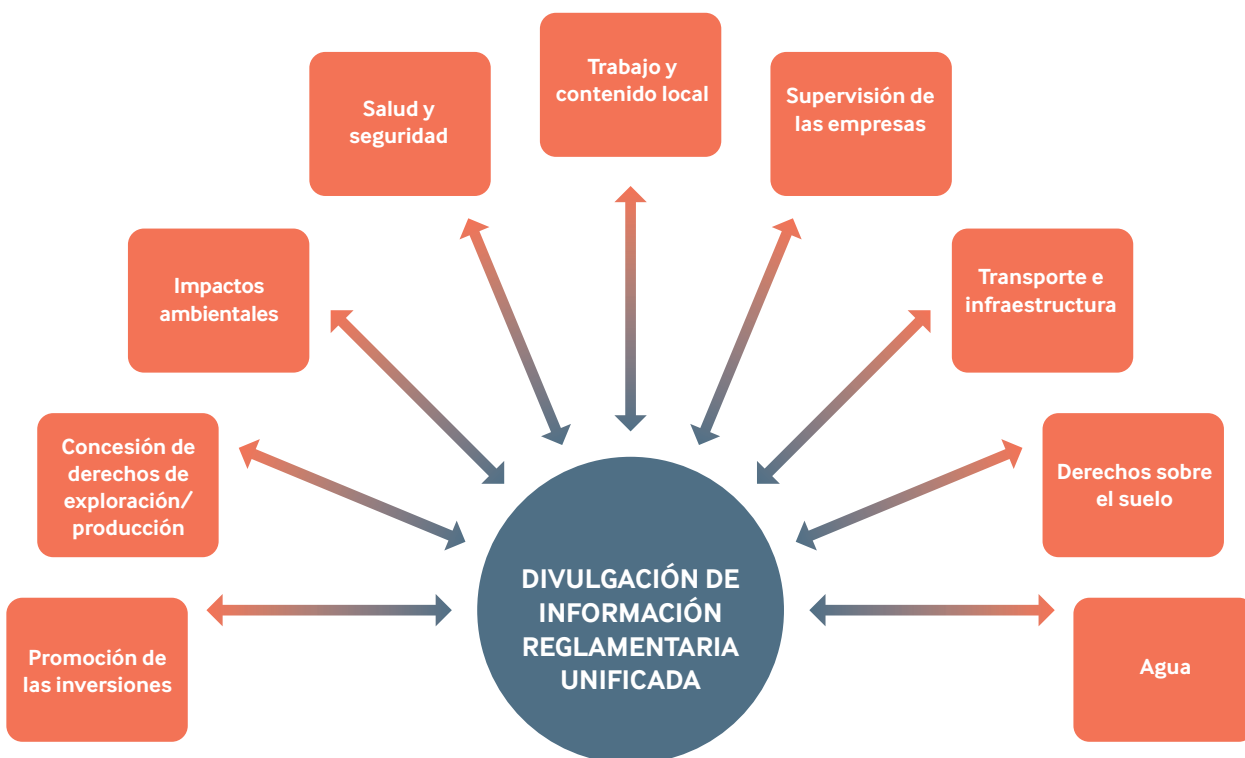 Trabajo y
contenido local
Salud y
seguridad
Supervisión de
las empresas
Impactos
ambientales
Transporte e
infraestructura
Concesión de
derechos de
exploración/
producción
Derechos sobre
el suelo
Promoción de
las inversiones
DIVULGACIÓN DE
INFORMACIÓN
REGLAMENTARIA
UNIFICADA
Agua